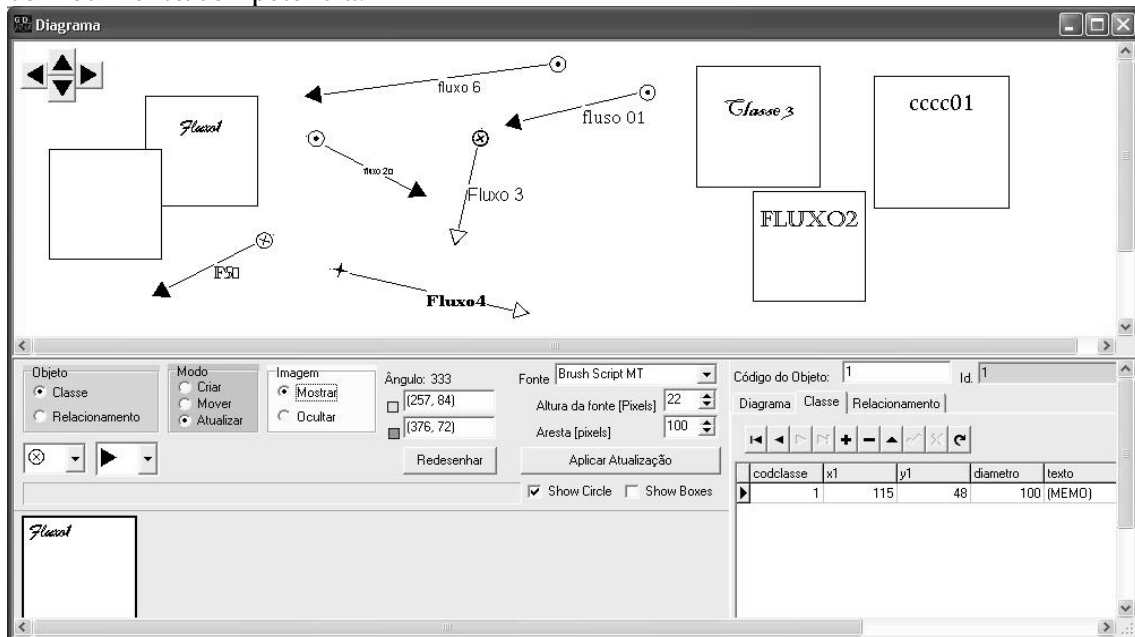 Diagrama
fluxo 6
fluso 01
Fluxo1
fluxo 20
Fluxo 3
F50
Fluxo4
Classe 3
cccc01
FLUXO2
Objeto
Classe
Relacionamento
Modo
Criar
Mover
Atualizar
Imagem
Mostrar
Ocultar
Ângulo: 333
(257, 84)
(376, 72)
Redesenhar
Fonte Brush Script MT
Altura da fonte [Pixels] 22
Aresta [pixels] 100
Aplicar Atualização
Show Circle Show Boxes
Código do Objeto: 1 Id. 1
Diagrama Classe Relacionamento
codclasse x1 y1 diametro texto
1 115 48 100 (MEMO)
Fluxo1